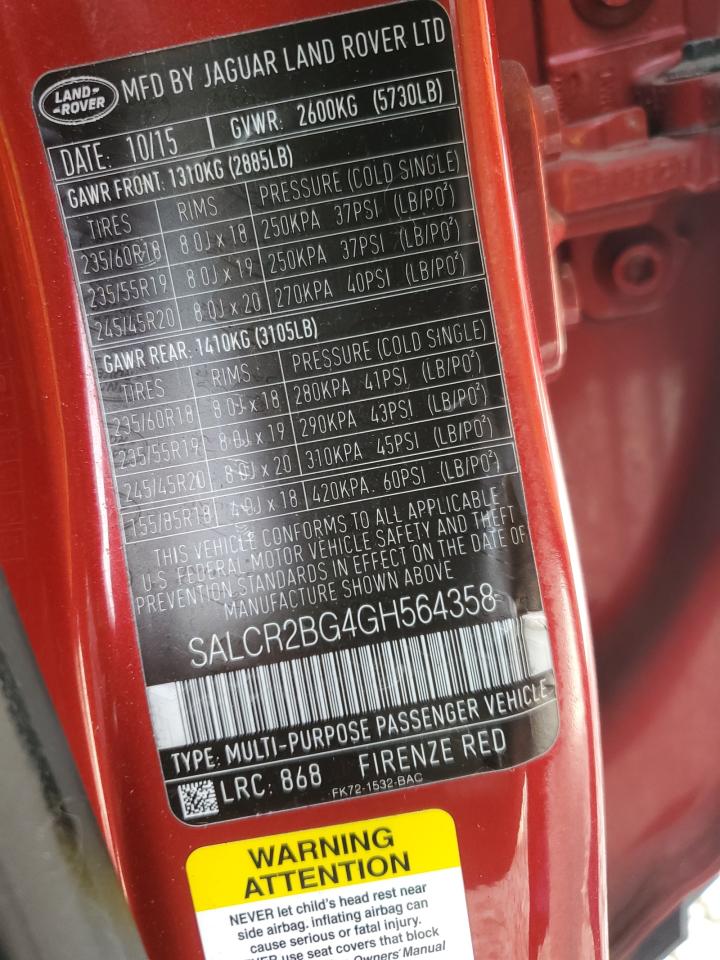 LAND-
-ROVER
MFD BY JAGUAR LAND ROVER LTD
DATE: 10/15 GVWR: 2600KG (5730LB)
GAWR FRONT: 1310KG (2885LB)
TIRES RIMS PRESSURE (COLD SINGLE)
235/60R18 8.0J x 18 250KPA 37PSI (LB/PO²)
235/55R19 8.0J x 19 250KPA 37PSI (LB/PO²)
245/45R20 8.0J x 20 270KPA 40PSI (LB/PO²)
GAWR REAR: 1410KG (3105LB)
TIRES RIMS PRESSURE (COLD SINGLE)
235/60R18 8.0J x 18 280KPA 41PSI (LB/PO²)
235/55R19 8.0J x 19 290KPA 43PSI (LB/PO²)
245/45R20 8.0J x 20 310KPA 45PSI (LB/PO²)
155/85R18 4.0J x 18 420KPA. 60PSI (LB/PO²)
THIS VEHICLE CONFORMS TO ALL APPLICABLE
U.S. FEDERAL MOTOR VEHICLE SAFETY AND THEFT
PREVENTION STANDARDS IN EFFECT ON THE DATE OF
MANUFACTURE SHOWN ABOVE
SALCR2BG4GH564358
TYPE: MULTI-PURPOSE PASSENGER VEHICLE
LRC: 868 FIRENZE RED
FK72-1532-BAC
WARNING
ATTENTION
NEVER let child's head rest near
side airbag. inflating airbag can
cause serious or fatal injury.
use seat covers that block
Owners' Manual